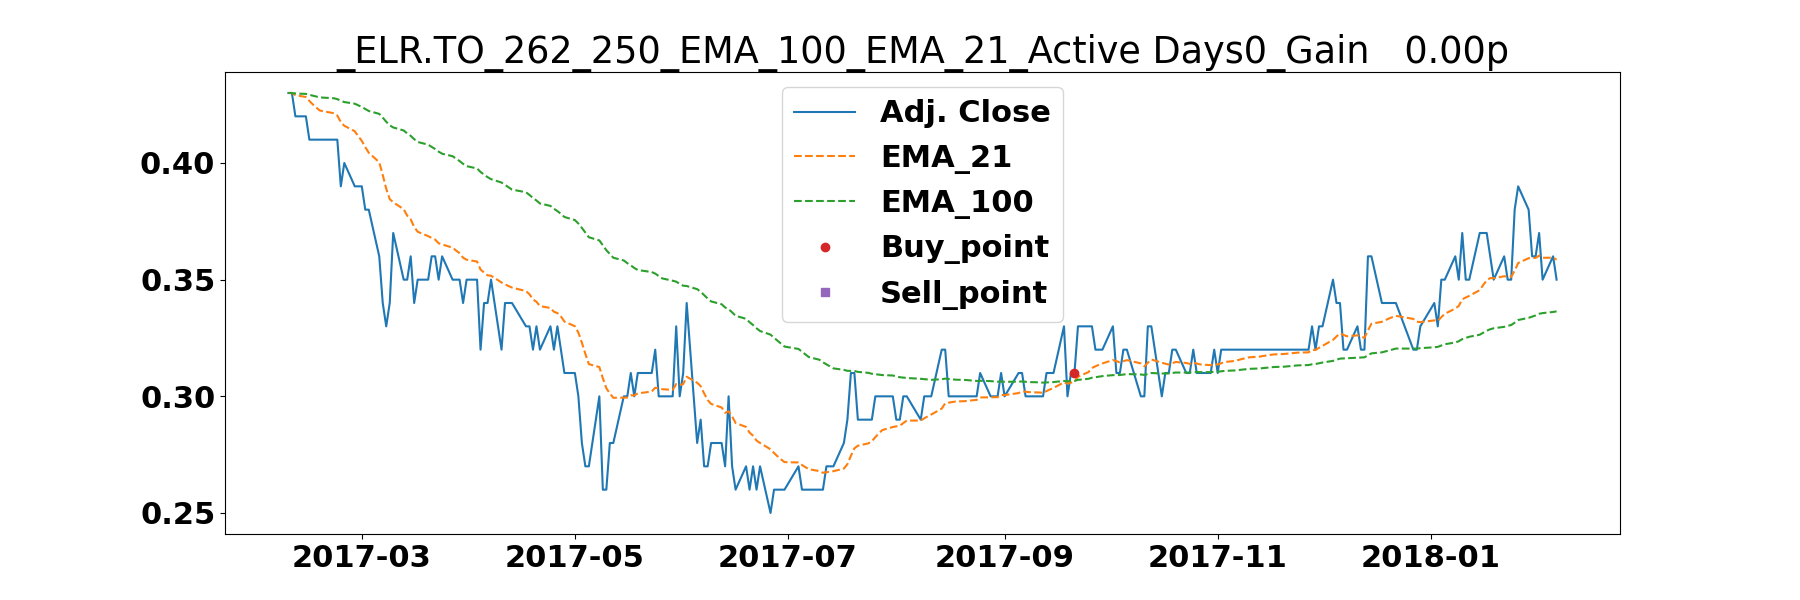 _ELR.TO_262_250_EMA_100_EMA_21_Active Days0_Gain   0.00p
Adj. Close
EMA_21
EMA_100
Buy_point
Sell_point
0.40
0.35
0.30
0.25
2017-03 2017-05 2017-07 2017-09 2017-11 2018-01